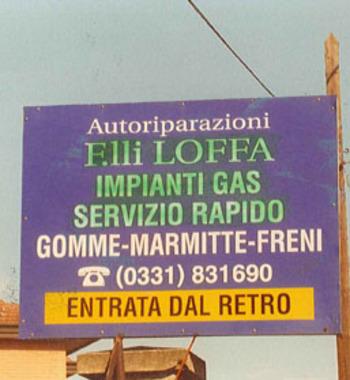 Autoriparazioni
F.lli LOFFA
IMPIANTI GAS
SERVIZIO RAPIDO
GOMME-MARMITTE-FRENI
☎ (0331) 831690
ENTRATA DAL RETRO